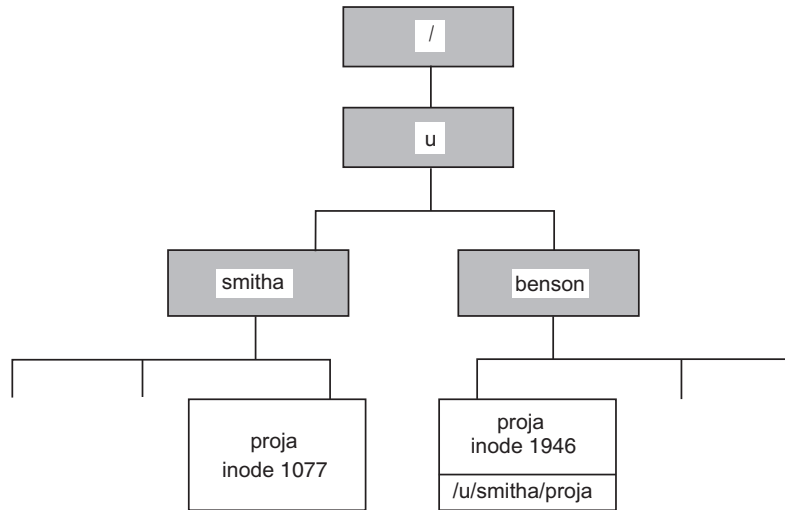 /
u
smitha
benson
proja
inode 1077
proja
inode 1946
/u/smitha/proja